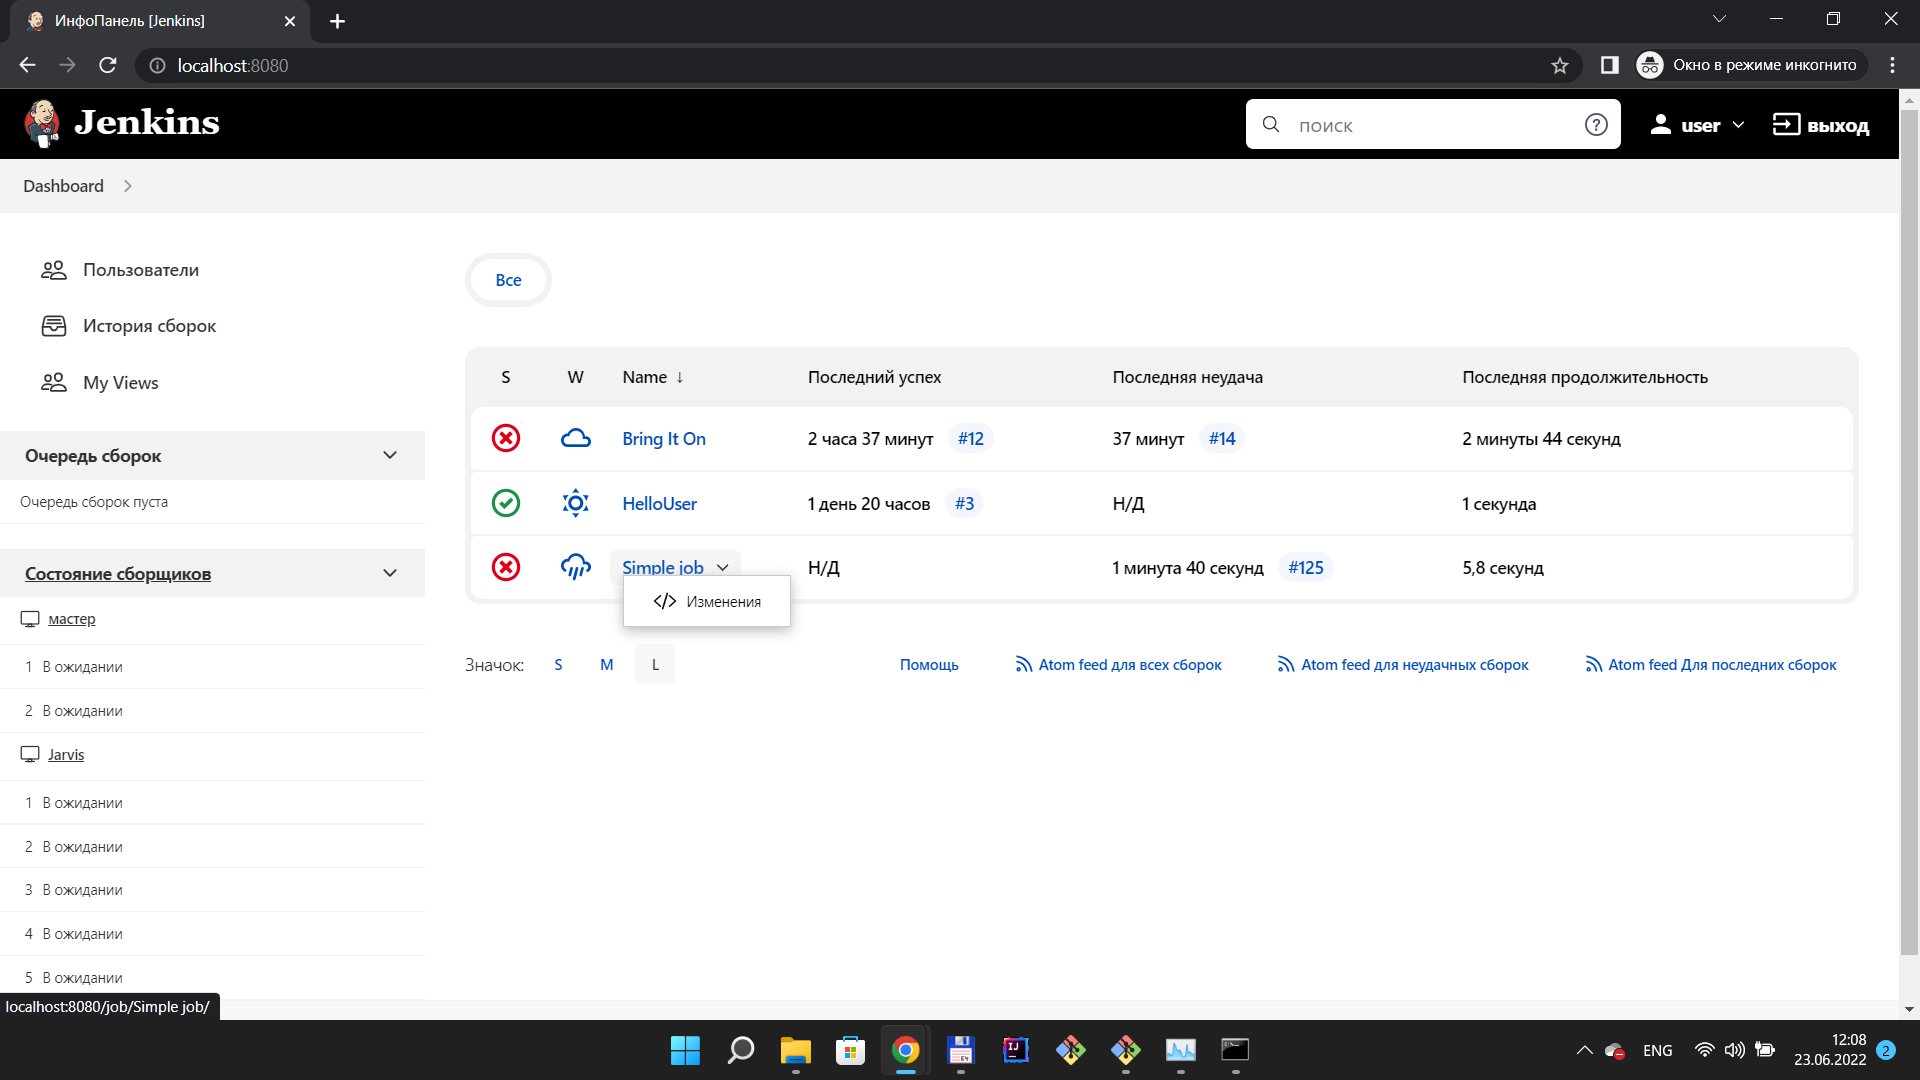 ИнфоПанель [Jenkins]
localhost:8080
Окно в режиме инкогнито
Jenkins
поиск
user
выход
Dashboard
Пользователи
История сборок
My Views
Очередь сборок
Очередь сборок пуста
Состояние сборщиков
мастер
1 В ожидании
2 В ожидании
Jarvis
1 В ожидании
2 В ожидании
3 В ожидании
4 В ожидании
5 В ожидании
localhost:8080/job/Simple job/
Все
S W Name ↓ Последний успех Последняя неудача Последняя продолжительность
Bring It On 2 часа 37 минут #12 37 минут #14 2 минуты 44 секунд
HelloUser 1 день 20 часов #3 Н/Д 1 секунда
Simple job Н/Д 1 минута 40 секунд #125 5,8 секунд
Изменения
Значок: S M L Помощь Atom feed для всех сборок Atom feed для неудачных сборок Atom feed Для последних сборок
ENG
12:08
23.06.2022
2